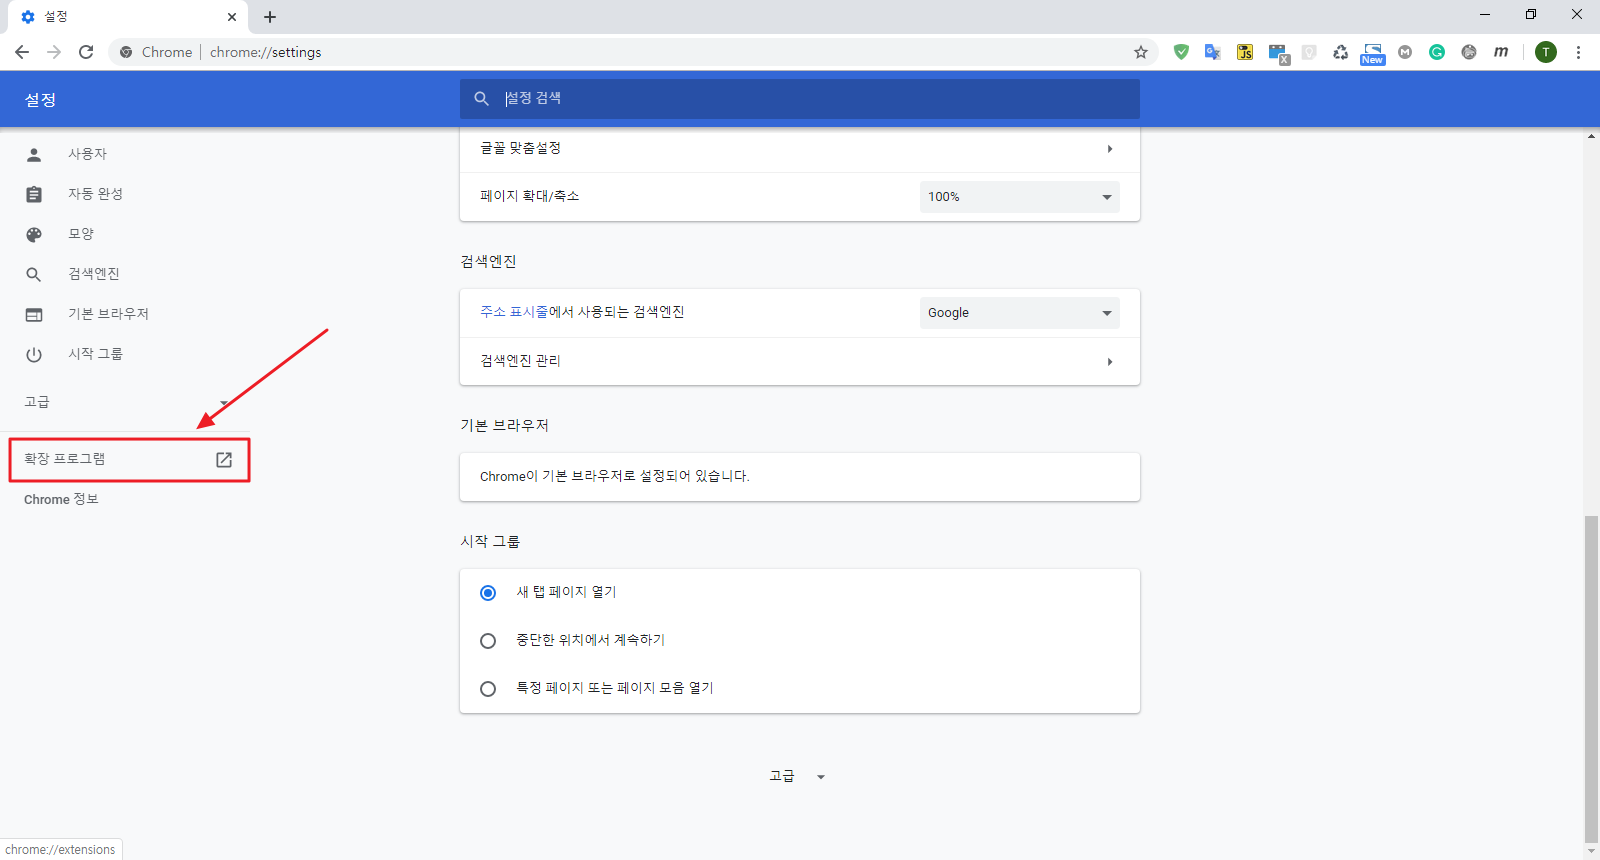 설정
Chrome | chrome://settings
JS
X
New
M
G
m
T
설정
설정 검색
사용자
자동 완성
모양
검색엔진
기본 브라우저
시작 그룹
고급
확장 프로그램
Chrome 정보
글꼴 맞춤설정
페이지 확대/축소
100%
검색엔진
주소 표시줄에서 사용되는 검색엔진
Google
검색엔진 관리
기본 브라우저
Chrome이 기본 브라우저로 설정되어 있습니다.
시작 그룹
새 탭 페이지 열기
중단한 위치에서 계속하기
특정 페이지 또는 페이지 모음 열기
고급
chrome://extensions